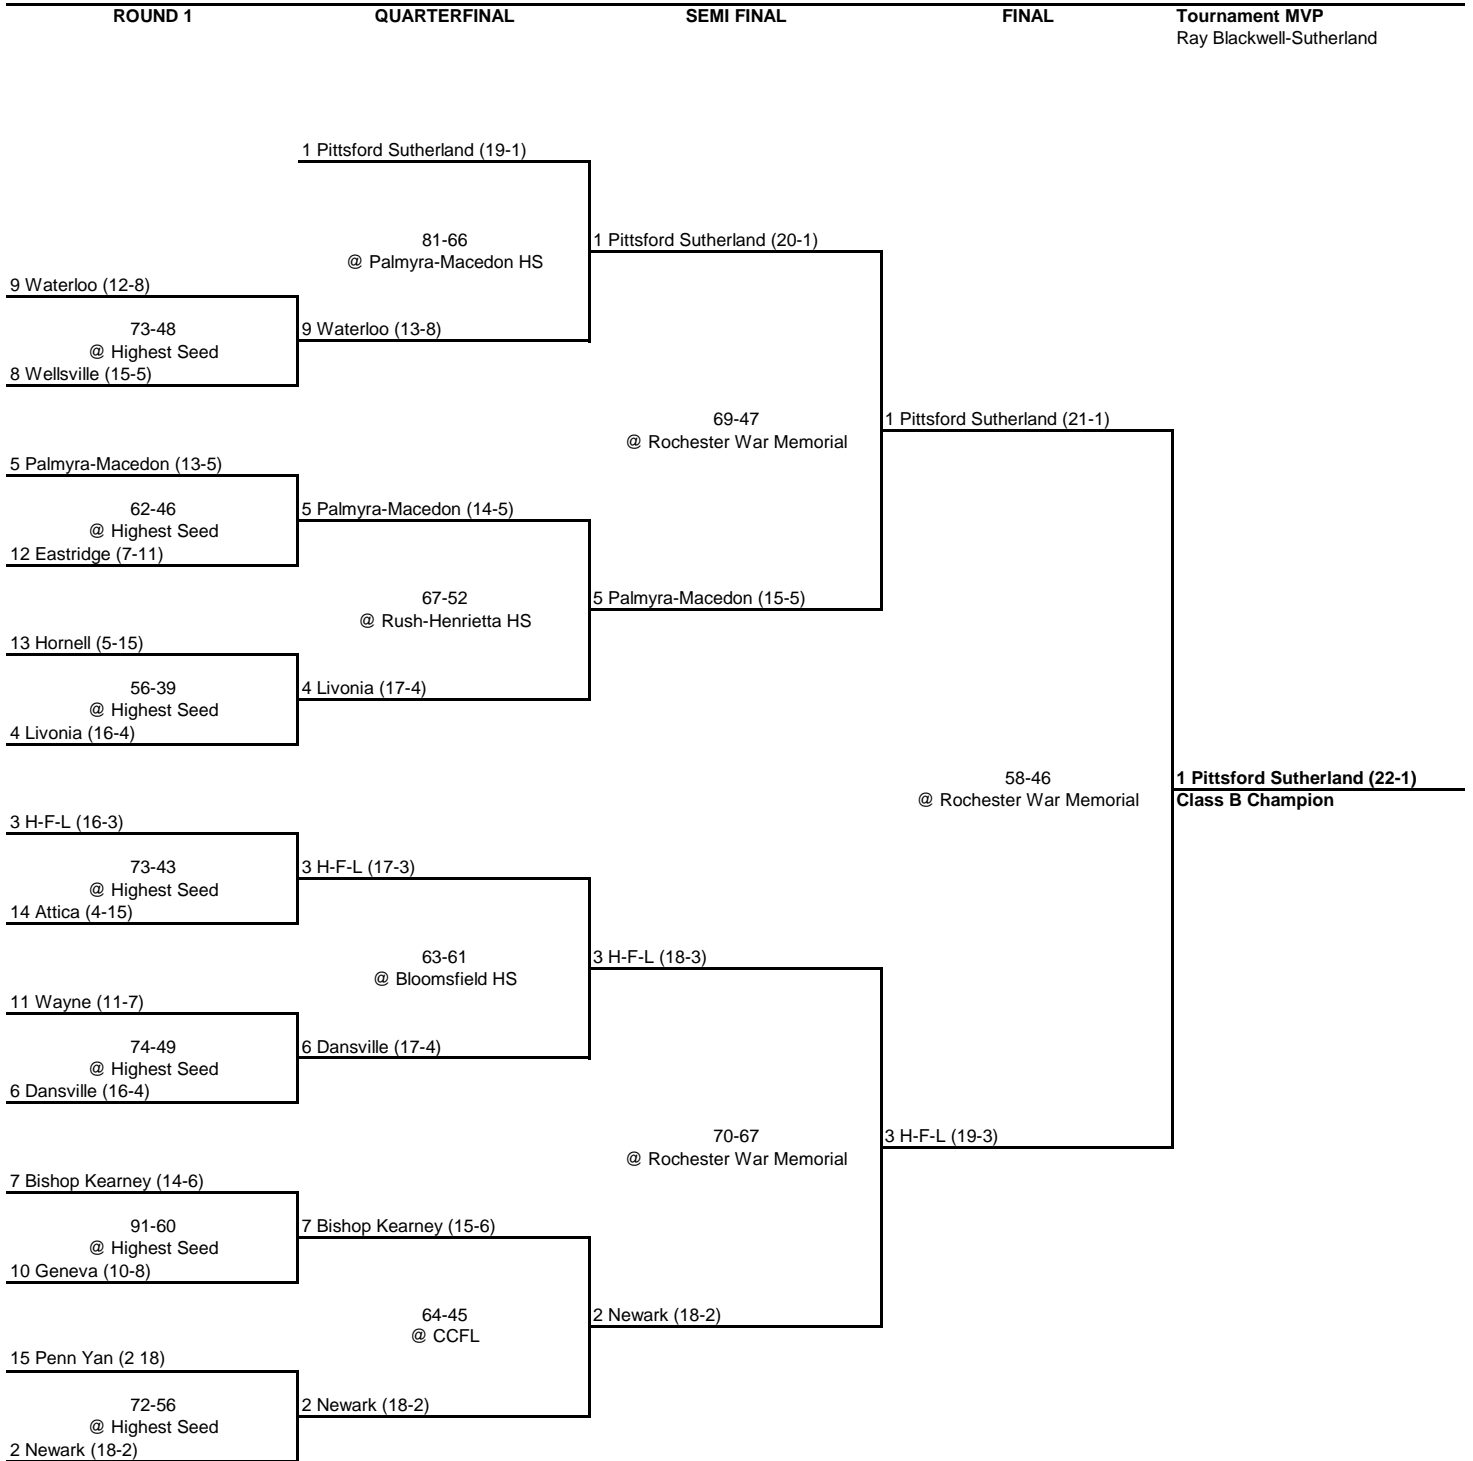 ROUND 1 QUARTERFINAL SEMI FINAL FINAL Tournament MVP
Ray Blackwell-Sutherland
1 Pittsford Sutherland (19-1)
81-66 1 Pittsford Sutherland (20-1)
@ Palmyra-Macedon HS
9 Waterloo (12-8)
73-48 9 Waterloo (13-8)
@ Highest Seed
8 Wellsville (15-5)
69-47 1 Pittsford Sutherland (21-1)
@ Rochester War Memorial
5 Palmyra-Macedon (13-5)
62-46 5 Palmyra-Macedon (14-5)
@ Highest Seed
12 Eastridge (7-11)
67-52 5 Palmyra-Macedon (15-5)
@ Rush-Henrietta HS
13 Hornell (5-15)
56-39 4 Livonia (17-4)
@ Highest Seed
4 Livonia (16-4)
58-46 1 Pittsford Sutherland (22-1)
@ Rochester War Memorial Class B Champion
3 H-F-L (16-3)
73-43 3 H-F-L (17-3)
@ Highest Seed
14 Attica (4-15)
63-61 3 H-F-L (18-3)
@ Bloomsfield HS
11 Wayne (11-7)
74-49 6 Dansville (17-4)
@ Highest Seed
6 Dansville (16-4)
70-67 3 H-F-L (19-3)
@ Rochester War Memorial
7 Bishop Kearney (14-6)
91-60 7 Bishop Kearney (15-6)
@ Highest Seed
10 Geneva (10-8)
64-45 2 Newark (18-2)
@ CCFL
15 Penn Yan (2 18)
72-56 2 Newark (18-2)
@ Highest Seed
2 Newark (18-2)